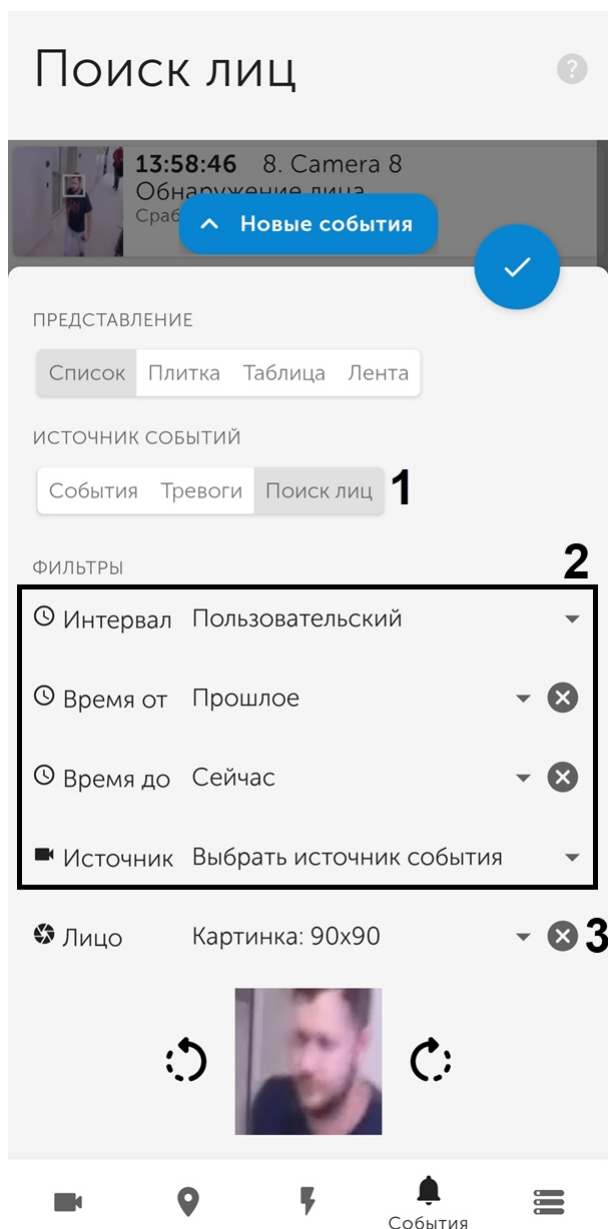 Поиск лиц
?
13:58:46 8. Camera 8
Обнаружение лица
Сраб
Новые события
ПРЕДСТАВЛЕНИЕ
Список Плитка Таблица Лента
ИСТОЧНИК СОБЫТИЙ
События Тревоги Поиск лиц 1
ФИЛЬТРЫ 2
Интервал Пользовательский
Время от Прошлое
Время до Сейчас
Источник Выбрать источник события
Лицо Картинка: 90x90 3
События